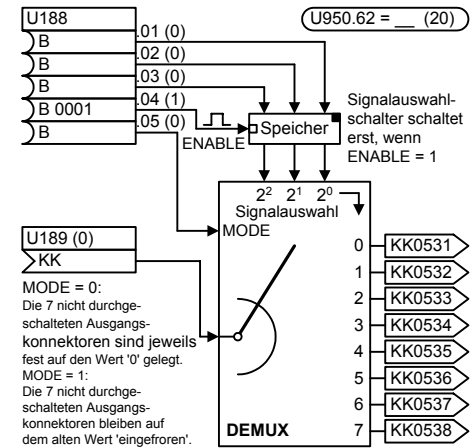 U188
U950.62 = __ (20)
B
.01 (0)
B
.02 (0)
B
.03 (0)
B 0001
.04 (1)
B
.05 (0)
ENABLE
Speicher
Signalauswahl-
schalter schaltet
erst, wenn
ENABLE = 1
2² 2¹ 2⁰
Signalauswahl
MODE
U189 (0)
KK
MODE = 0:
Die 7 nicht durchge-
schalteten Ausgangs-
konnektoren sind jeweils
fest auf den Wert '0' gelegt.
MODE = 1:
Die 7 nicht durchge-
schalteten Ausgangs-
konnektoren bleiben auf
dem alten Wert 'eingefroren'.
0 KK0531
1 KK0532
2 KK0533
3 KK0534
4 KK0535
5 KK0536
6 KK0537
7 KK0538
DEMUX